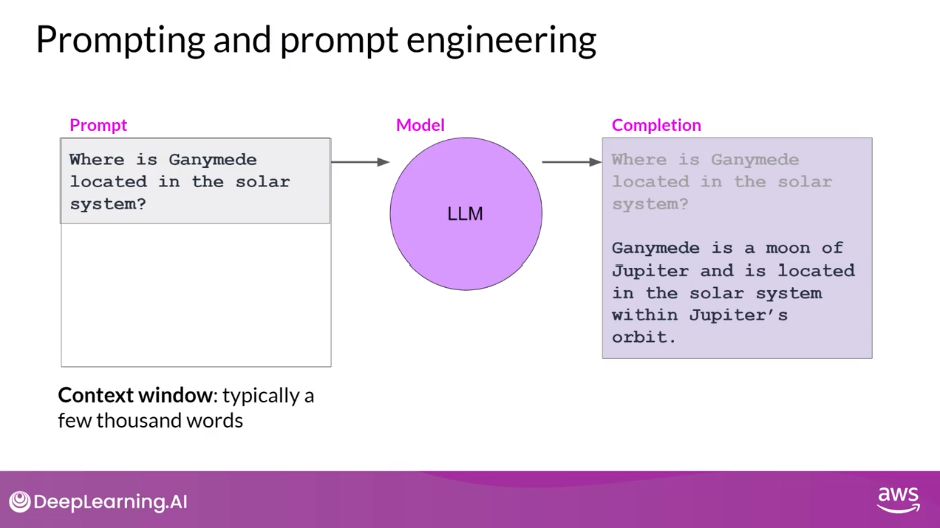 Prompting and prompt engineering
Prompt
Where is Ganymede
located in the solar
system?
Context window: typically a
few thousand words
Model
LLM
Completion
Where is Ganymede
located in the solar
system?
Ganymede is a moon of
Jupiter and is located
in the solar system
within Jupiter’s
orbit.
DeepLearning.AI
aws